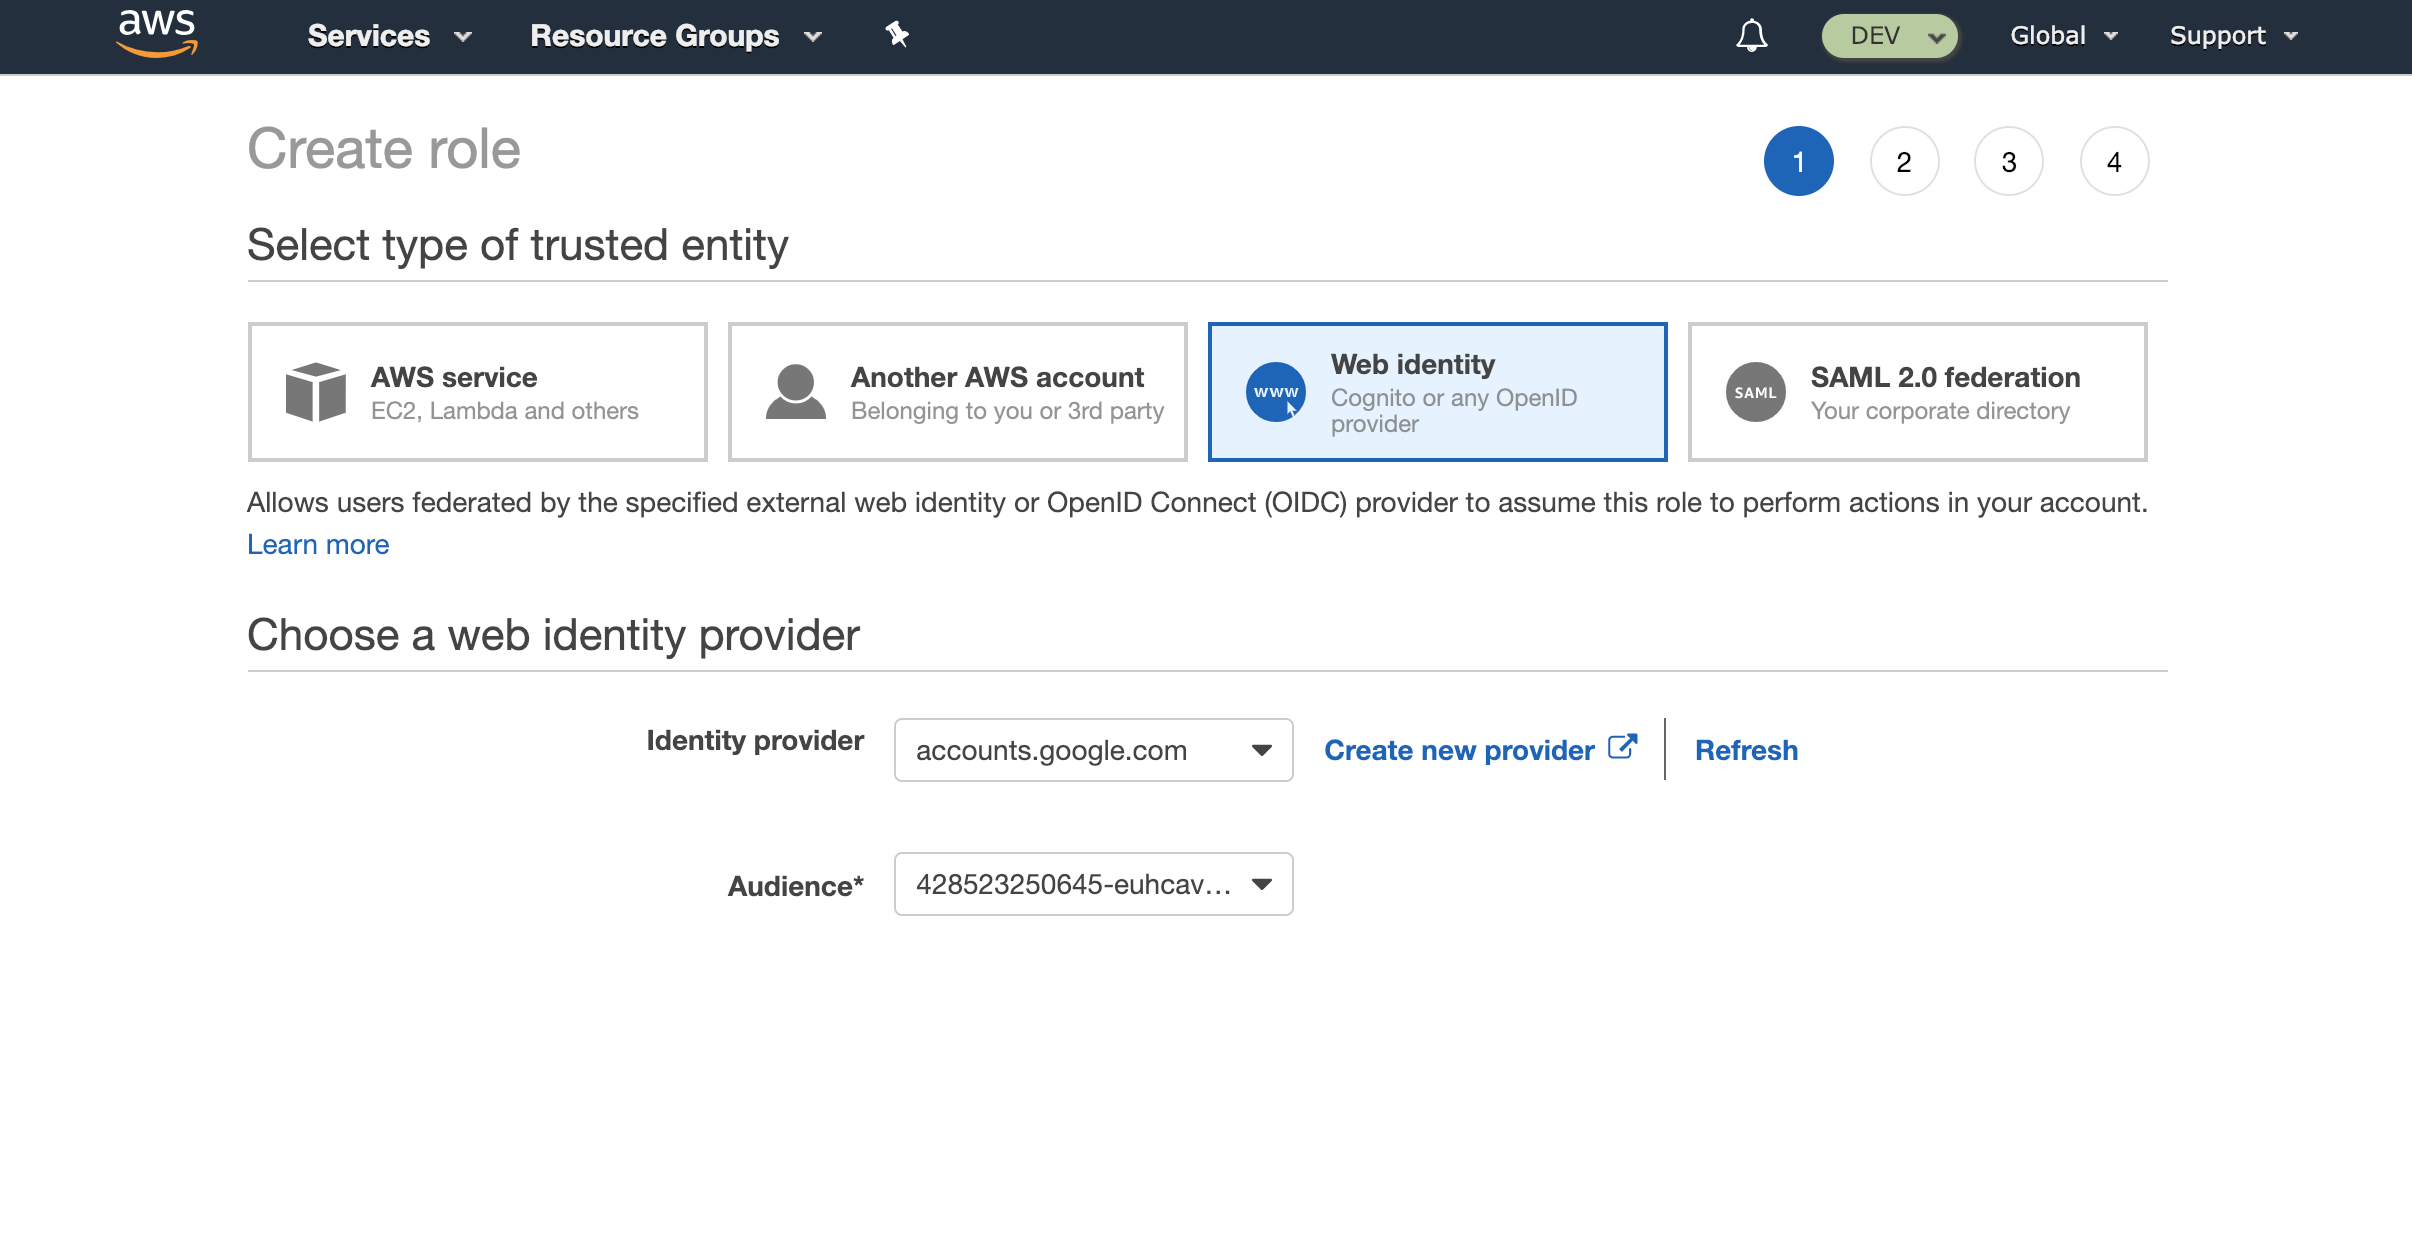 aws Services Resource Groups DEV Global Support
Create role
1 2 3 4
Select type of trusted entity
AWS service
EC2, Lambda and others
Another AWS account
Belonging to you or 3rd party
www
Web identity
Cognito or any OpenID
provider
SAML
SAML 2.0 federation
Your corporate directory
Allows users federated by the specified external web identity or OpenID Connect (OIDC) provider to assume this role to perform actions in your account.
Learn more
Choose a web identity provider
Identity provider accounts.google.com Create new provider Refresh
Audience* 428523250645-euhcav...